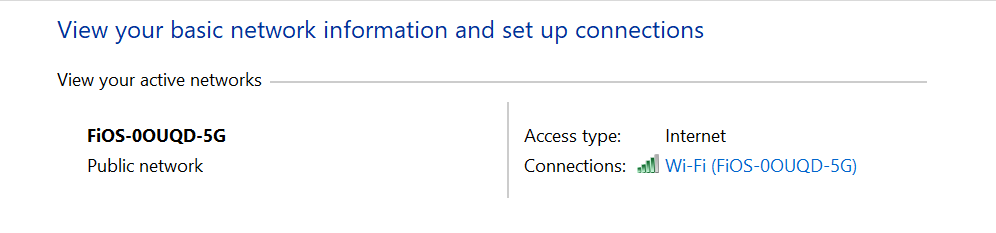 View your basic network information and set up connections
View your active networks
FiOS-0OUQD-5G
Public network
Access type: Internet
Connections: Wi-Fi (FiOS-0OUQD-5G)